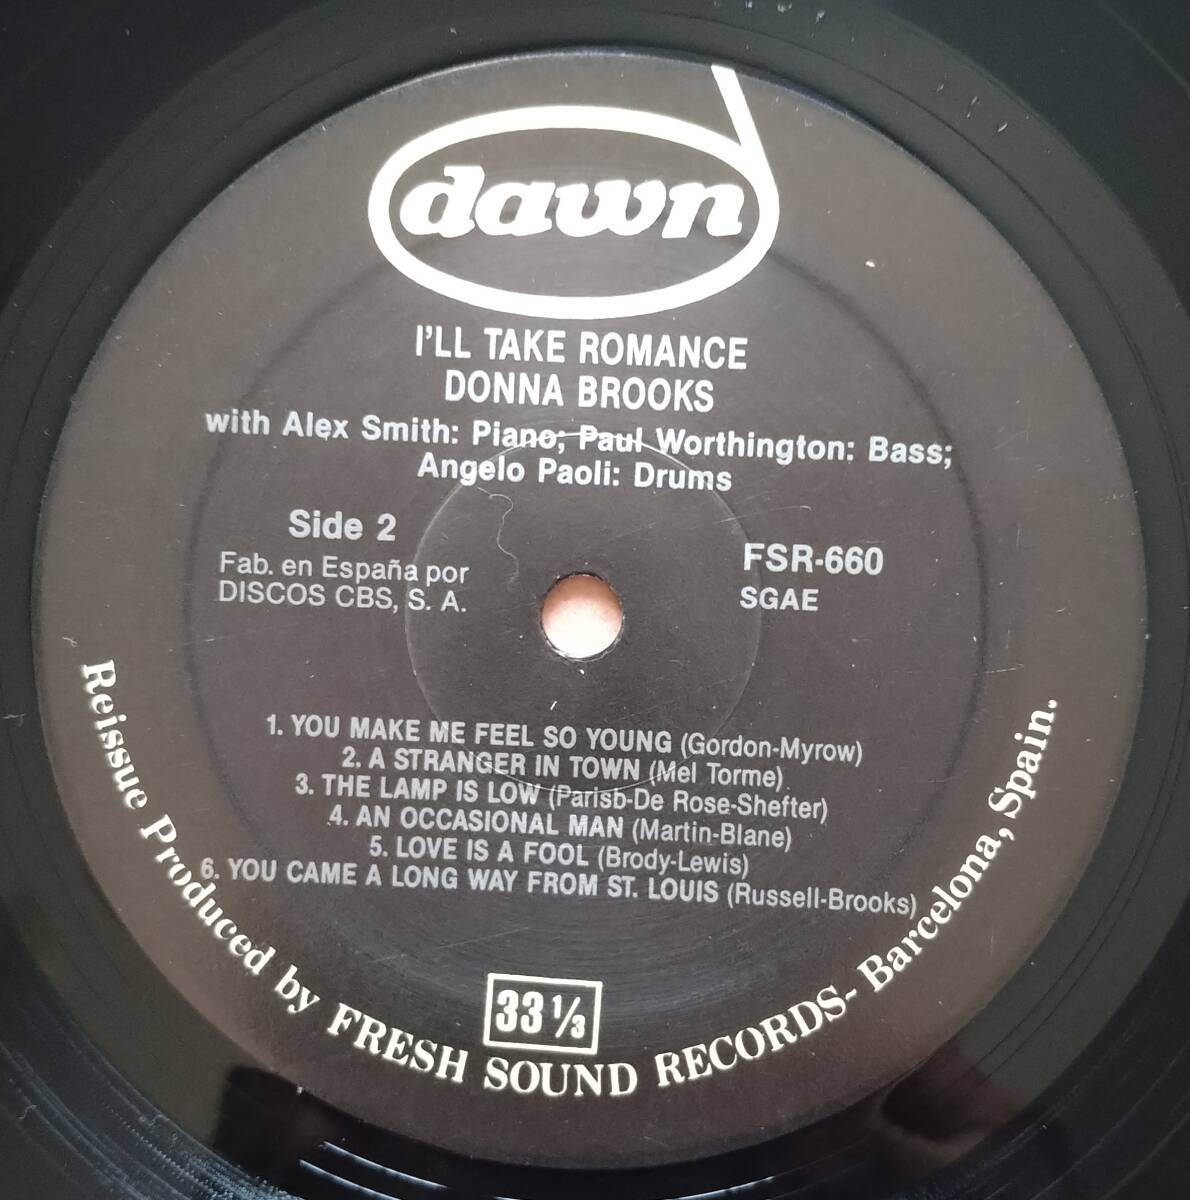 dawn
I'LL TAKE ROMANCE
DONNA BROOKS
with Alex Smith: Piano; Paul Worthington: Bass;
Angelo Paoli: Drums
Side 2
Fab. en España por
DISCOS CBS, S. A.
FSR-660
SGAE
1. YOU MAKE ME FEEL SO YOUNG (Gordon-Myrow)
2. A STRANGER IN TOWN (Mel Torme)
3. THE LAMP IS LOW (Parisb-De Rose-Shefter)
4. AN OCCASIONAL MAN (Martin-Blane)
5. LOVE IS A FOOL (Brody-Lewis)
6. YOU CAME A LONG WAY FROM ST. LOUIS (Russell-Brooks)
33 1/3
Reissue Produced by FRESH SOUND RECORDS- Barcelona, Spain.